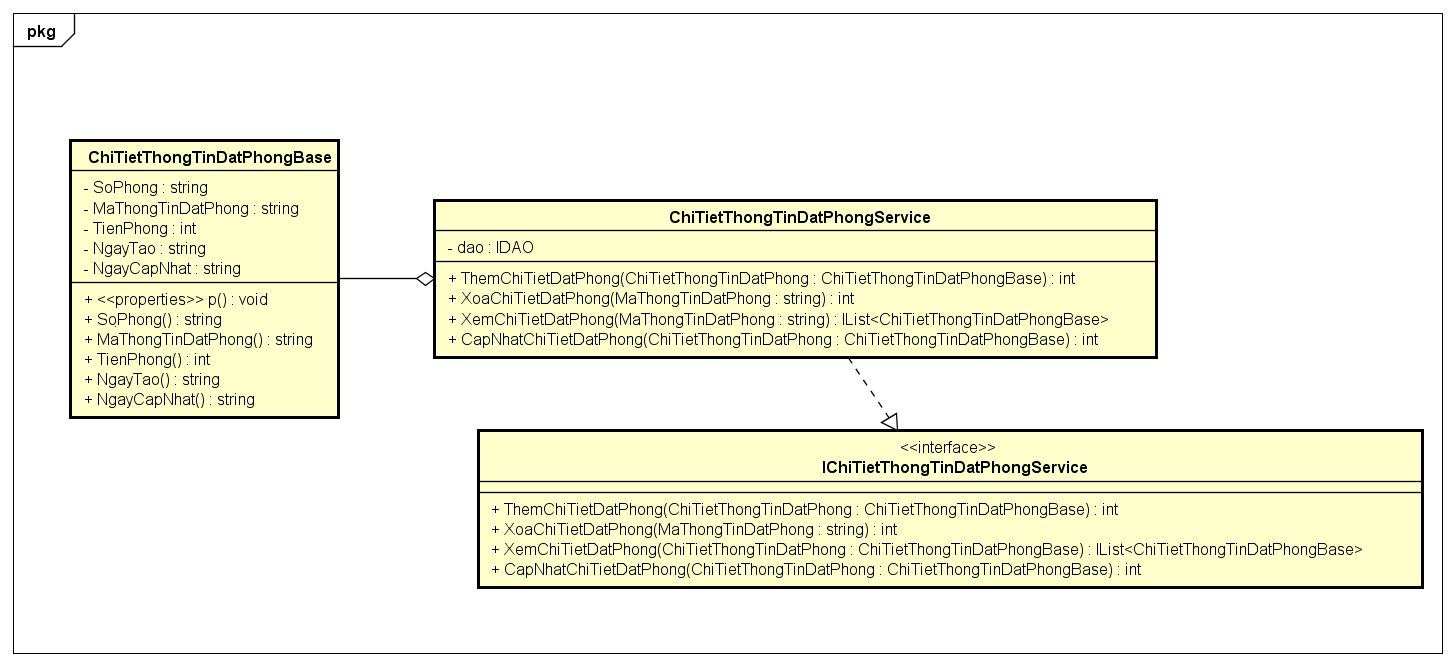 pkg
ChiTietThongTinDatPhongBase
- SoPhong : string
- MaThongTinDatPhong : string
- TienPhong : int
- NgayTao : string
- NgayCapNhat : string
+ <<properties>> p() : void
+ SoPhong() : string
+ MaThongTinDatPhong() : string
+ TienPhong() : int
+ NgayTao() : string
+ NgayCapNhat() : string
ChiTietThongTinDatPhongService
- dao : IDAO
+ ThemChiTietDatPhong(ChiTietThongTinDatPhong : ChiTietThongTinDatPhongBase) : int
+ XoaChiTietDatPhong(MaThongTinDatPhong : string) : int
+ XemChiTietDatPhong(MaThongTinDatPhong : string) : IList<ChiTietThongTinDatPhongBase>
+ CapNhatChiTietDatPhong(ChiTietThongTinDatPhong : ChiTietThongTinDatPhongBase) : int
<<interface>>
IChiTietThongTinDatPhongService
+ ThemChiTietDatPhong(ChiTietThongTinDatPhong : ChiTietThongTinDatPhongBase) : int
+ XoaChiTietDatPhong(MaThongTinDatPhong : string) : int
+ XemChiTietDatPhong(ChiTietThongTinDatPhong : ChiTietThongTinDatPhongBase) : IList<ChiTietThongTinDatPhongBase>
+ CapNhatChiTietDatPhong(ChiTietThongTinDatPhong : ChiTietThongTinDatPhongBase) : int